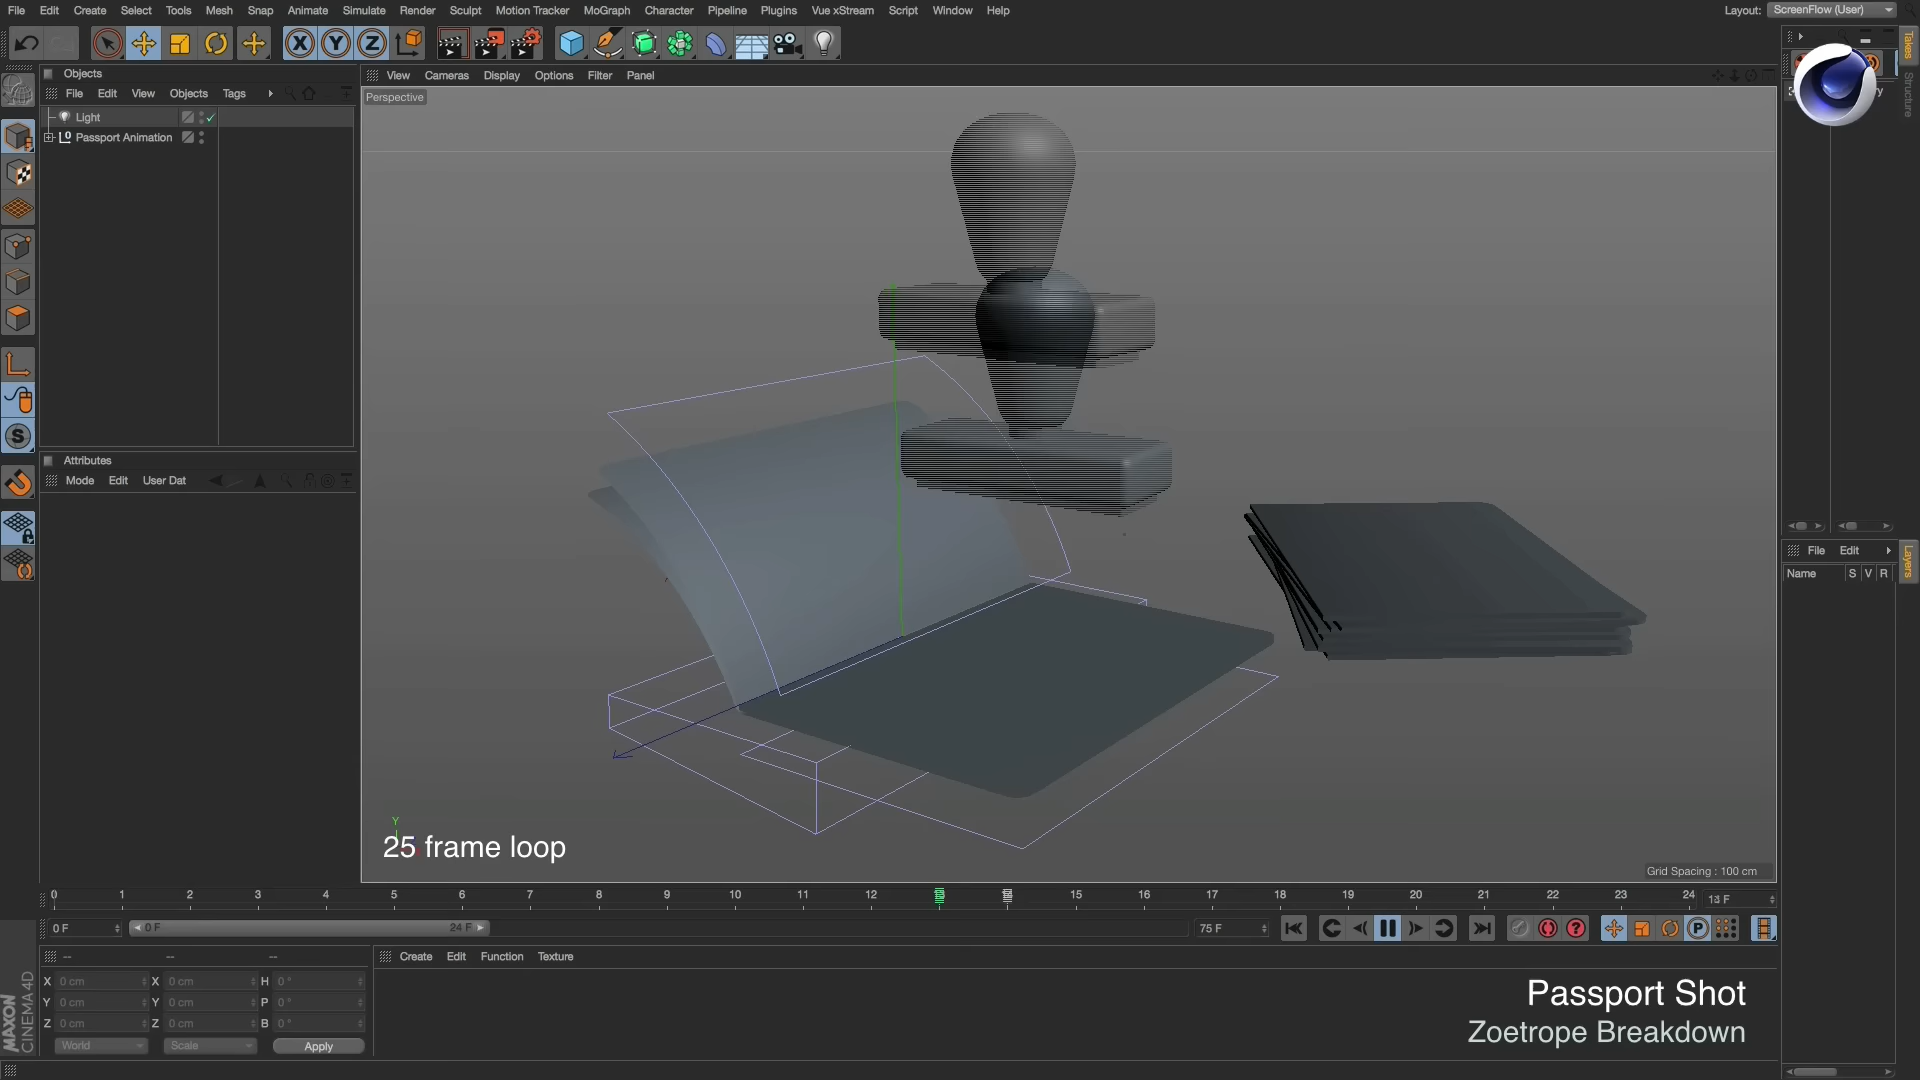 File Edit Create Select Tools Mesh Snap Animate Simulate Render Sculpt Motion Tracker MoGraph Character Pipeline Plugins Vue xStream Script Window Help
Layout: ScreenFlow (User)
Takes
Structure
Objects
File Edit View Objects Tags
Light
Passport Animation
View Cameras Display Options Filter Panel
Perspective
Attributes
Mode Edit User Dat
File Edit
Layers
Name S V R
Y
25 frame loop
Grid Spacing : 100 cm
0 1 2 3 4 5 6 7 8 9 10 11 12 14 15 16 17 18 19 20 21 22 23 24
0 F 0 F 24 F 75 F
-- -- --
Create Edit Function Texture
X 0 cm X 0 cm H 0 °
Y 0 cm Y 0 cm P 0 °
Z 0 cm Z 0 cm B 0 °
World Scale Apply
MAXON
CINEMA 4D
Passport Shot
Zoetrope Breakdown